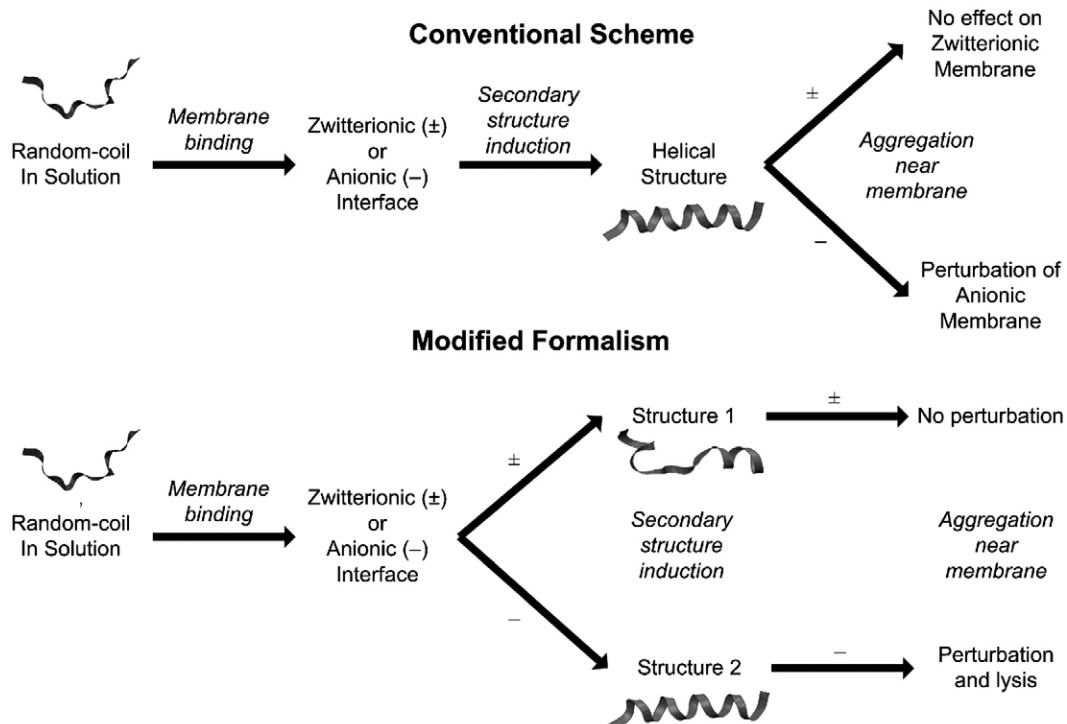 Conventional Scheme
Random-coil
In Solution
Membrane
binding
Zwitterionic (±)
or
Anionic (–)
Interface
Secondary
structure
induction
Helical
Structure
±
–
No effect on
Zwitterionic
Membrane
Aggregation
near
membrane
Perturbation of
Anionic
Membrane
Modified Formalism
,
Random-coil
In Solution
Membrane
binding
Zwitterionic (±)
or
Anionic (–)
Interface
±
–
Structure 1
±
No perturbation
Secondary
structure
induction
Aggregation
near
membrane
Structure 2
–
Perturbation
and lysis